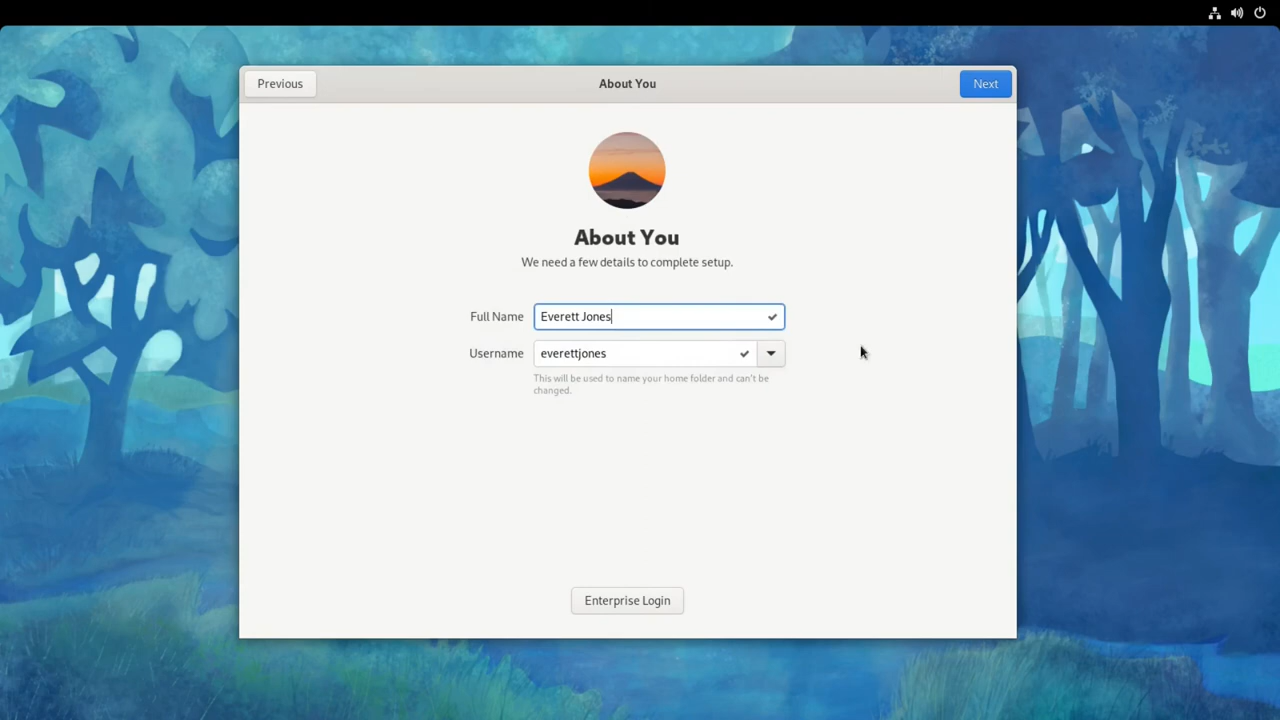 Previous
About You
Next
About You
We need a few details to complete setup.
Full Name
Everett Jones
Username
everettjones
This will be used to name your home folder and can't be
changed.
Enterprise Login